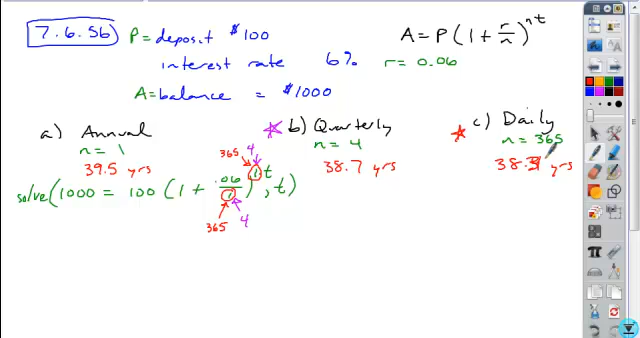 7.6.56 P = deposit $100 A = P(1 + r/n)^nt
interest rate 6% r = 0.06
A = balance = $1000
a) Annual b) Quarterly c) Daily
n = 1 n = 4 n = 365
39.5 yrs 38.7 yrs yrs
365 4
solve(1000 = 100 (1 + .06/1)^1t, t)
365 4